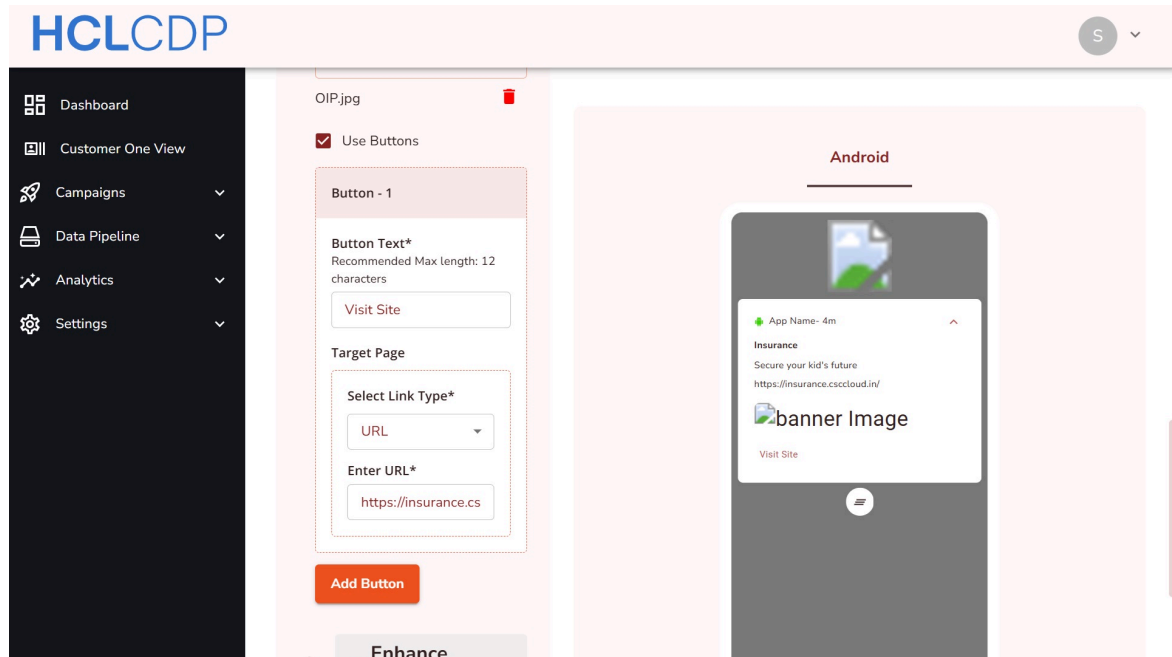 HCLCDP
S
Dashboard
Customer One View
Campaigns
Data Pipeline
Analytics
Settings
OIP.jpg
Use Buttons
Button - 1
Button Text*
Recommended Max length: 12
characters
Visit Site
Target Page
Select Link Type*
URL
Enter URL*
https://insurance.cs
Add Button
Enhance
Android
App Name- 4m
Insurance
Secure your kid's future
https://insurance.csccloud.in/
banner Image
Visit Site